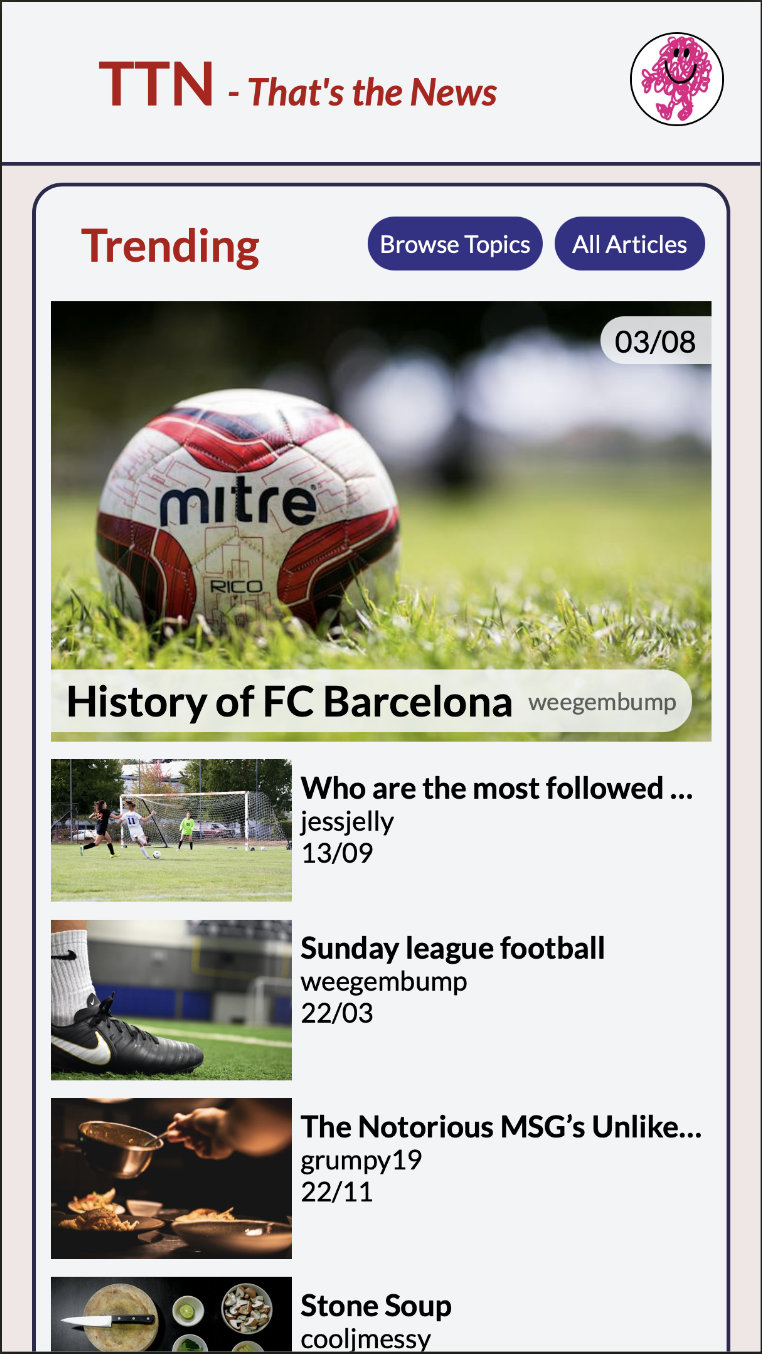 TTN - That's the News
Trending
Browse Topics
All Articles
03/08
mitre
RICO
History of FC Barcelona weegembump
Who are the most followed ...
jessjelly
13/09
11
Sunday league football
weegembump
22/03
The Notorious MSG’s Unlike...
grumpy19
22/11
Stone Soup
cooljmessy